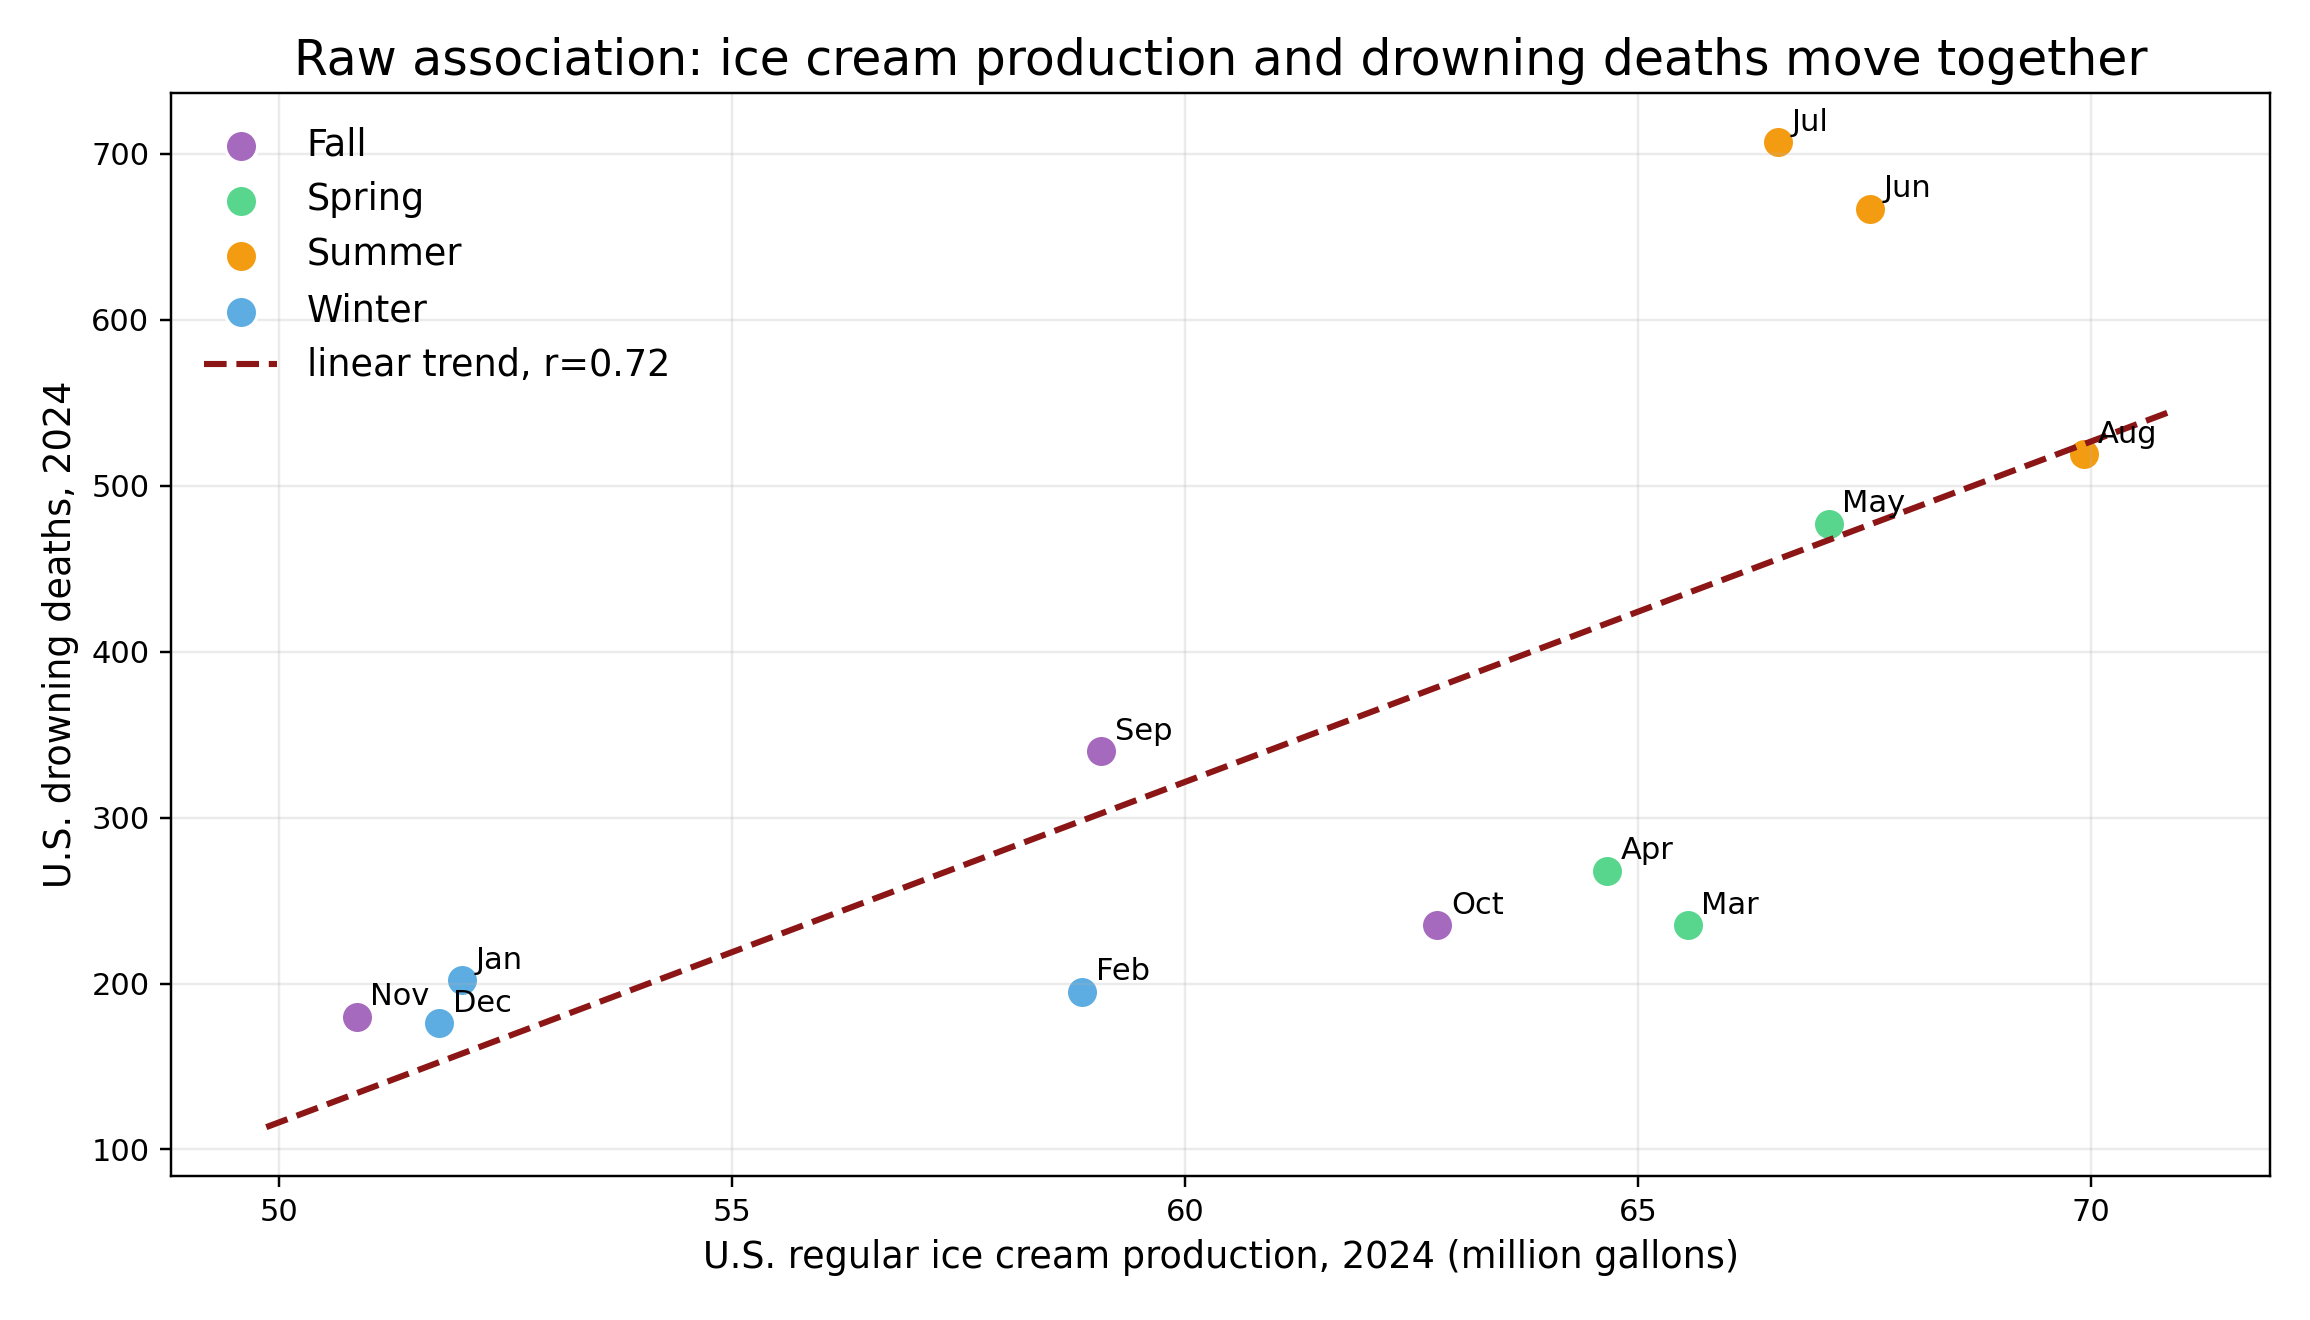 Raw association: ice cream production and drowning deaths move together
Fall
Spring
Summer
Winter
linear trend, r=0.72
Jul
Jun
Aug
May
Sep
Apr
Mar
Oct
Feb
Jan
Nov
Dec
700
600
500
400
300
200
100
U.S. drowning deaths, 2024
50
55
60
65
70
U.S. regular ice cream production, 2024 (million gallons)